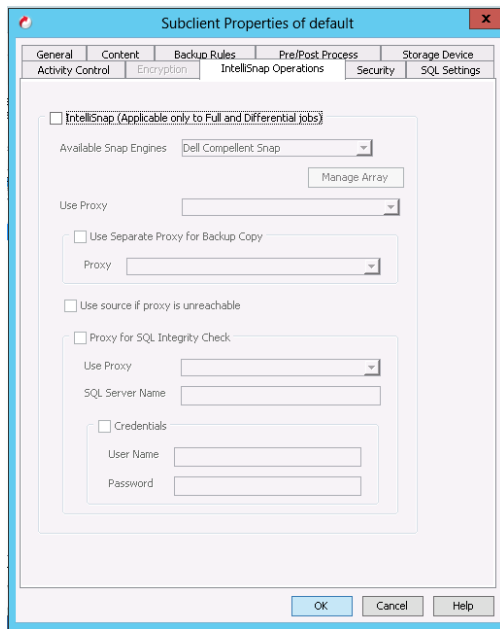 Subclient Properties of default
x
General Content Backup Rules Pre/Post Process Storage Device
Activity Control Encryption IntelliSnap Operations Security SQL Settings
IntelliSnap (Applicable only to Full and Differential jobs)
Available Snap Engines Dell Compellent Snap
Manage Array
Use Proxy
Use Separate Proxy for Backup Copy
Proxy
Use source if proxy is unreachable
Proxy for SQL Integrity Check
Use Proxy
SQL Server Name
Credentials
User Name
Password
OK Cancel Help